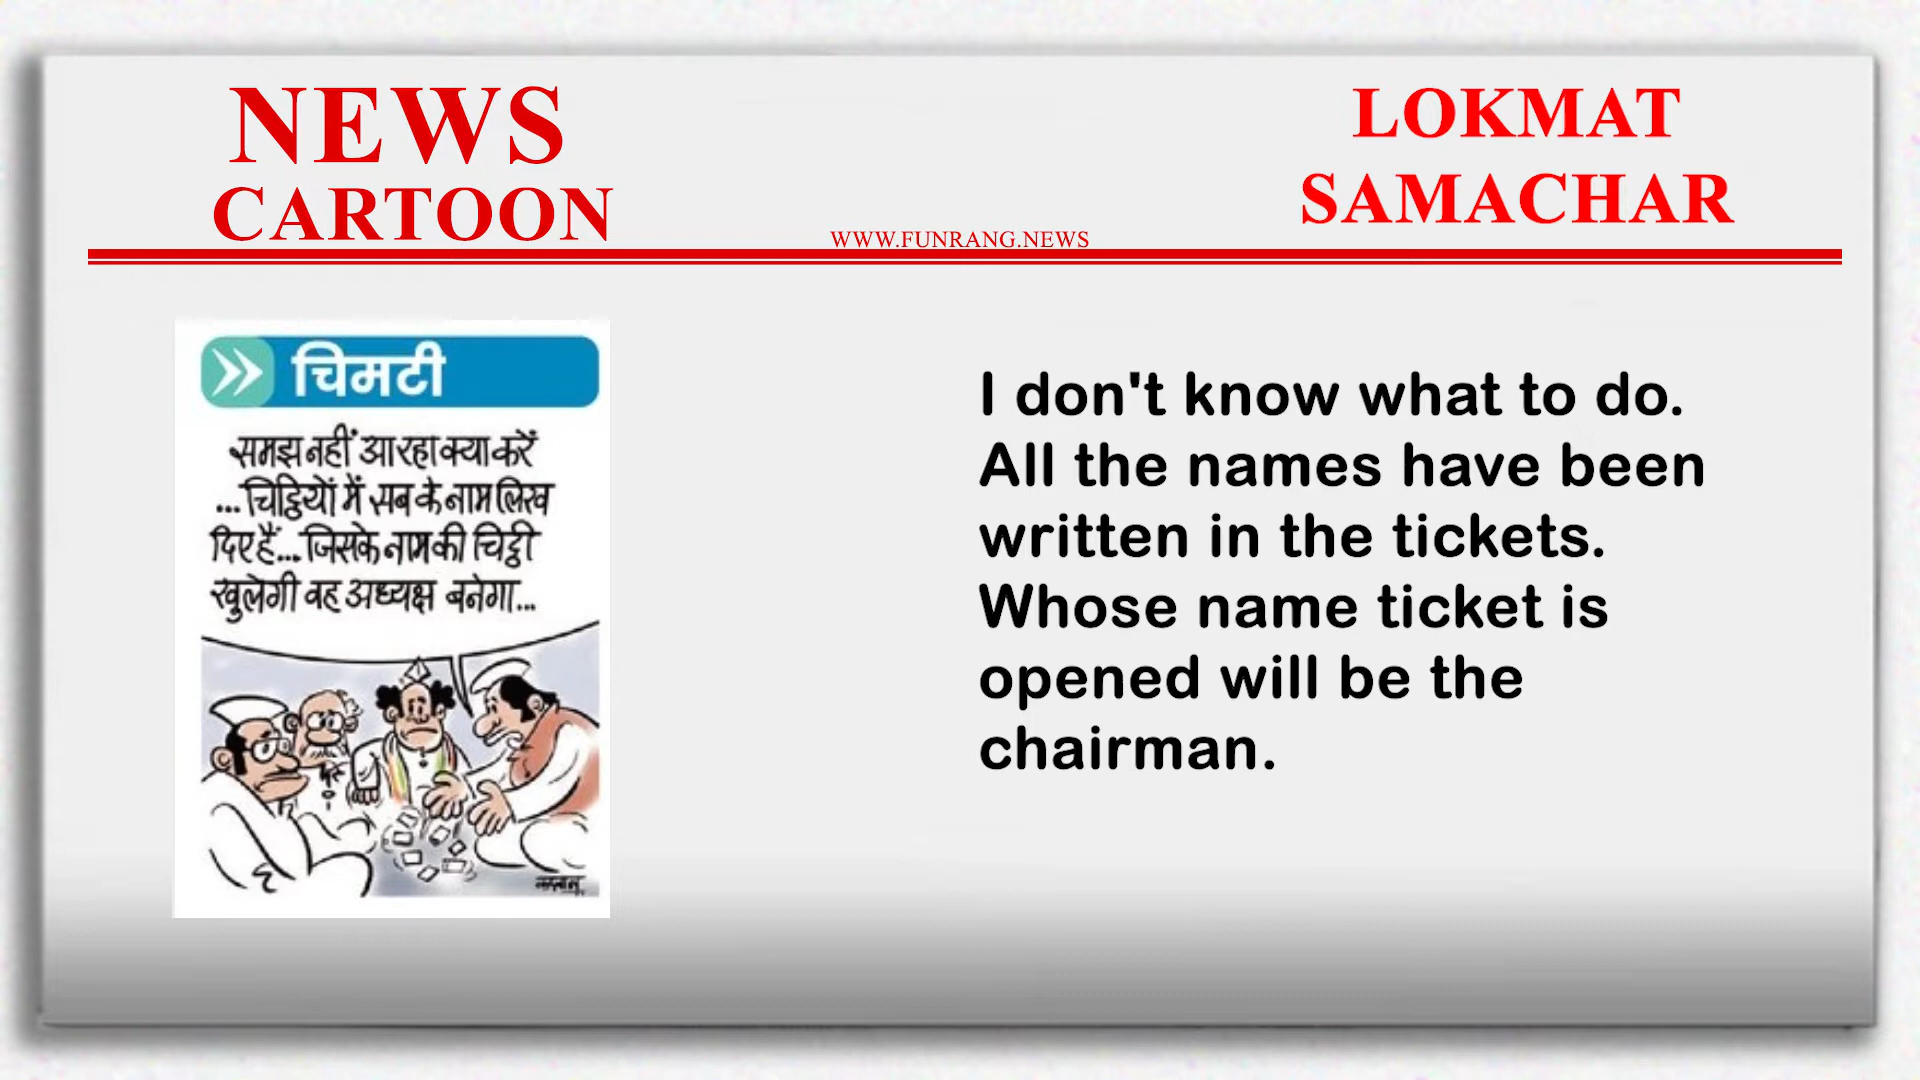 NEWS
CARTOON
WWW.FUNRANG.NEWS
LOKMAT
SAMACHAR
चिमटी
समझ नहीं आ रहा क्या करें
...चिट्ठियों में सब के नाम लिख
दिए हैं... जिसके नाम की चिट्ठी
खुलेगी वह अध्यक्ष बनेगा...
I don't know what to do.
All the names have been
written in the tickets.
Whose name ticket is
opened will be the
chairman.